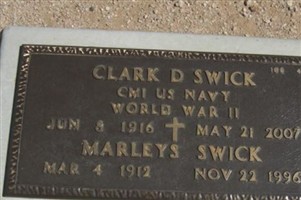 CLARK D SWICK
CM1 US NAVY
WORLD WAR II
JUN 8 1916 MAY 21 2007
MARLEYS SWICK
MAR 4 1912 NOV 22 1996